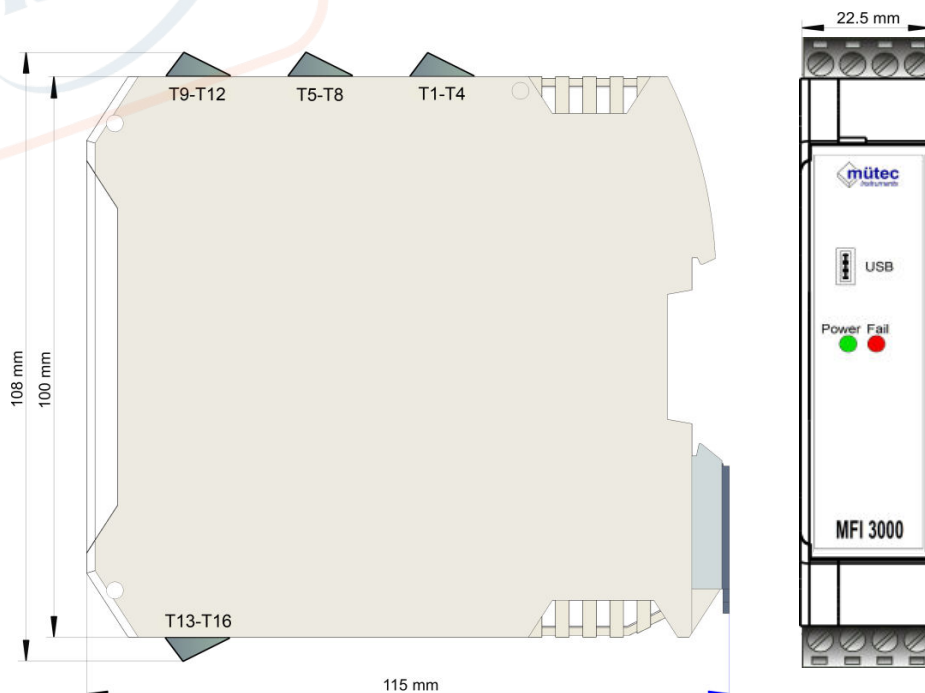 22.5 mm
T9-T12 T5-T8 T1-T4
mütec
instruments
USB
Power Fail
108 mm
100 mm
MFI 3000
T13-T16
115 mm